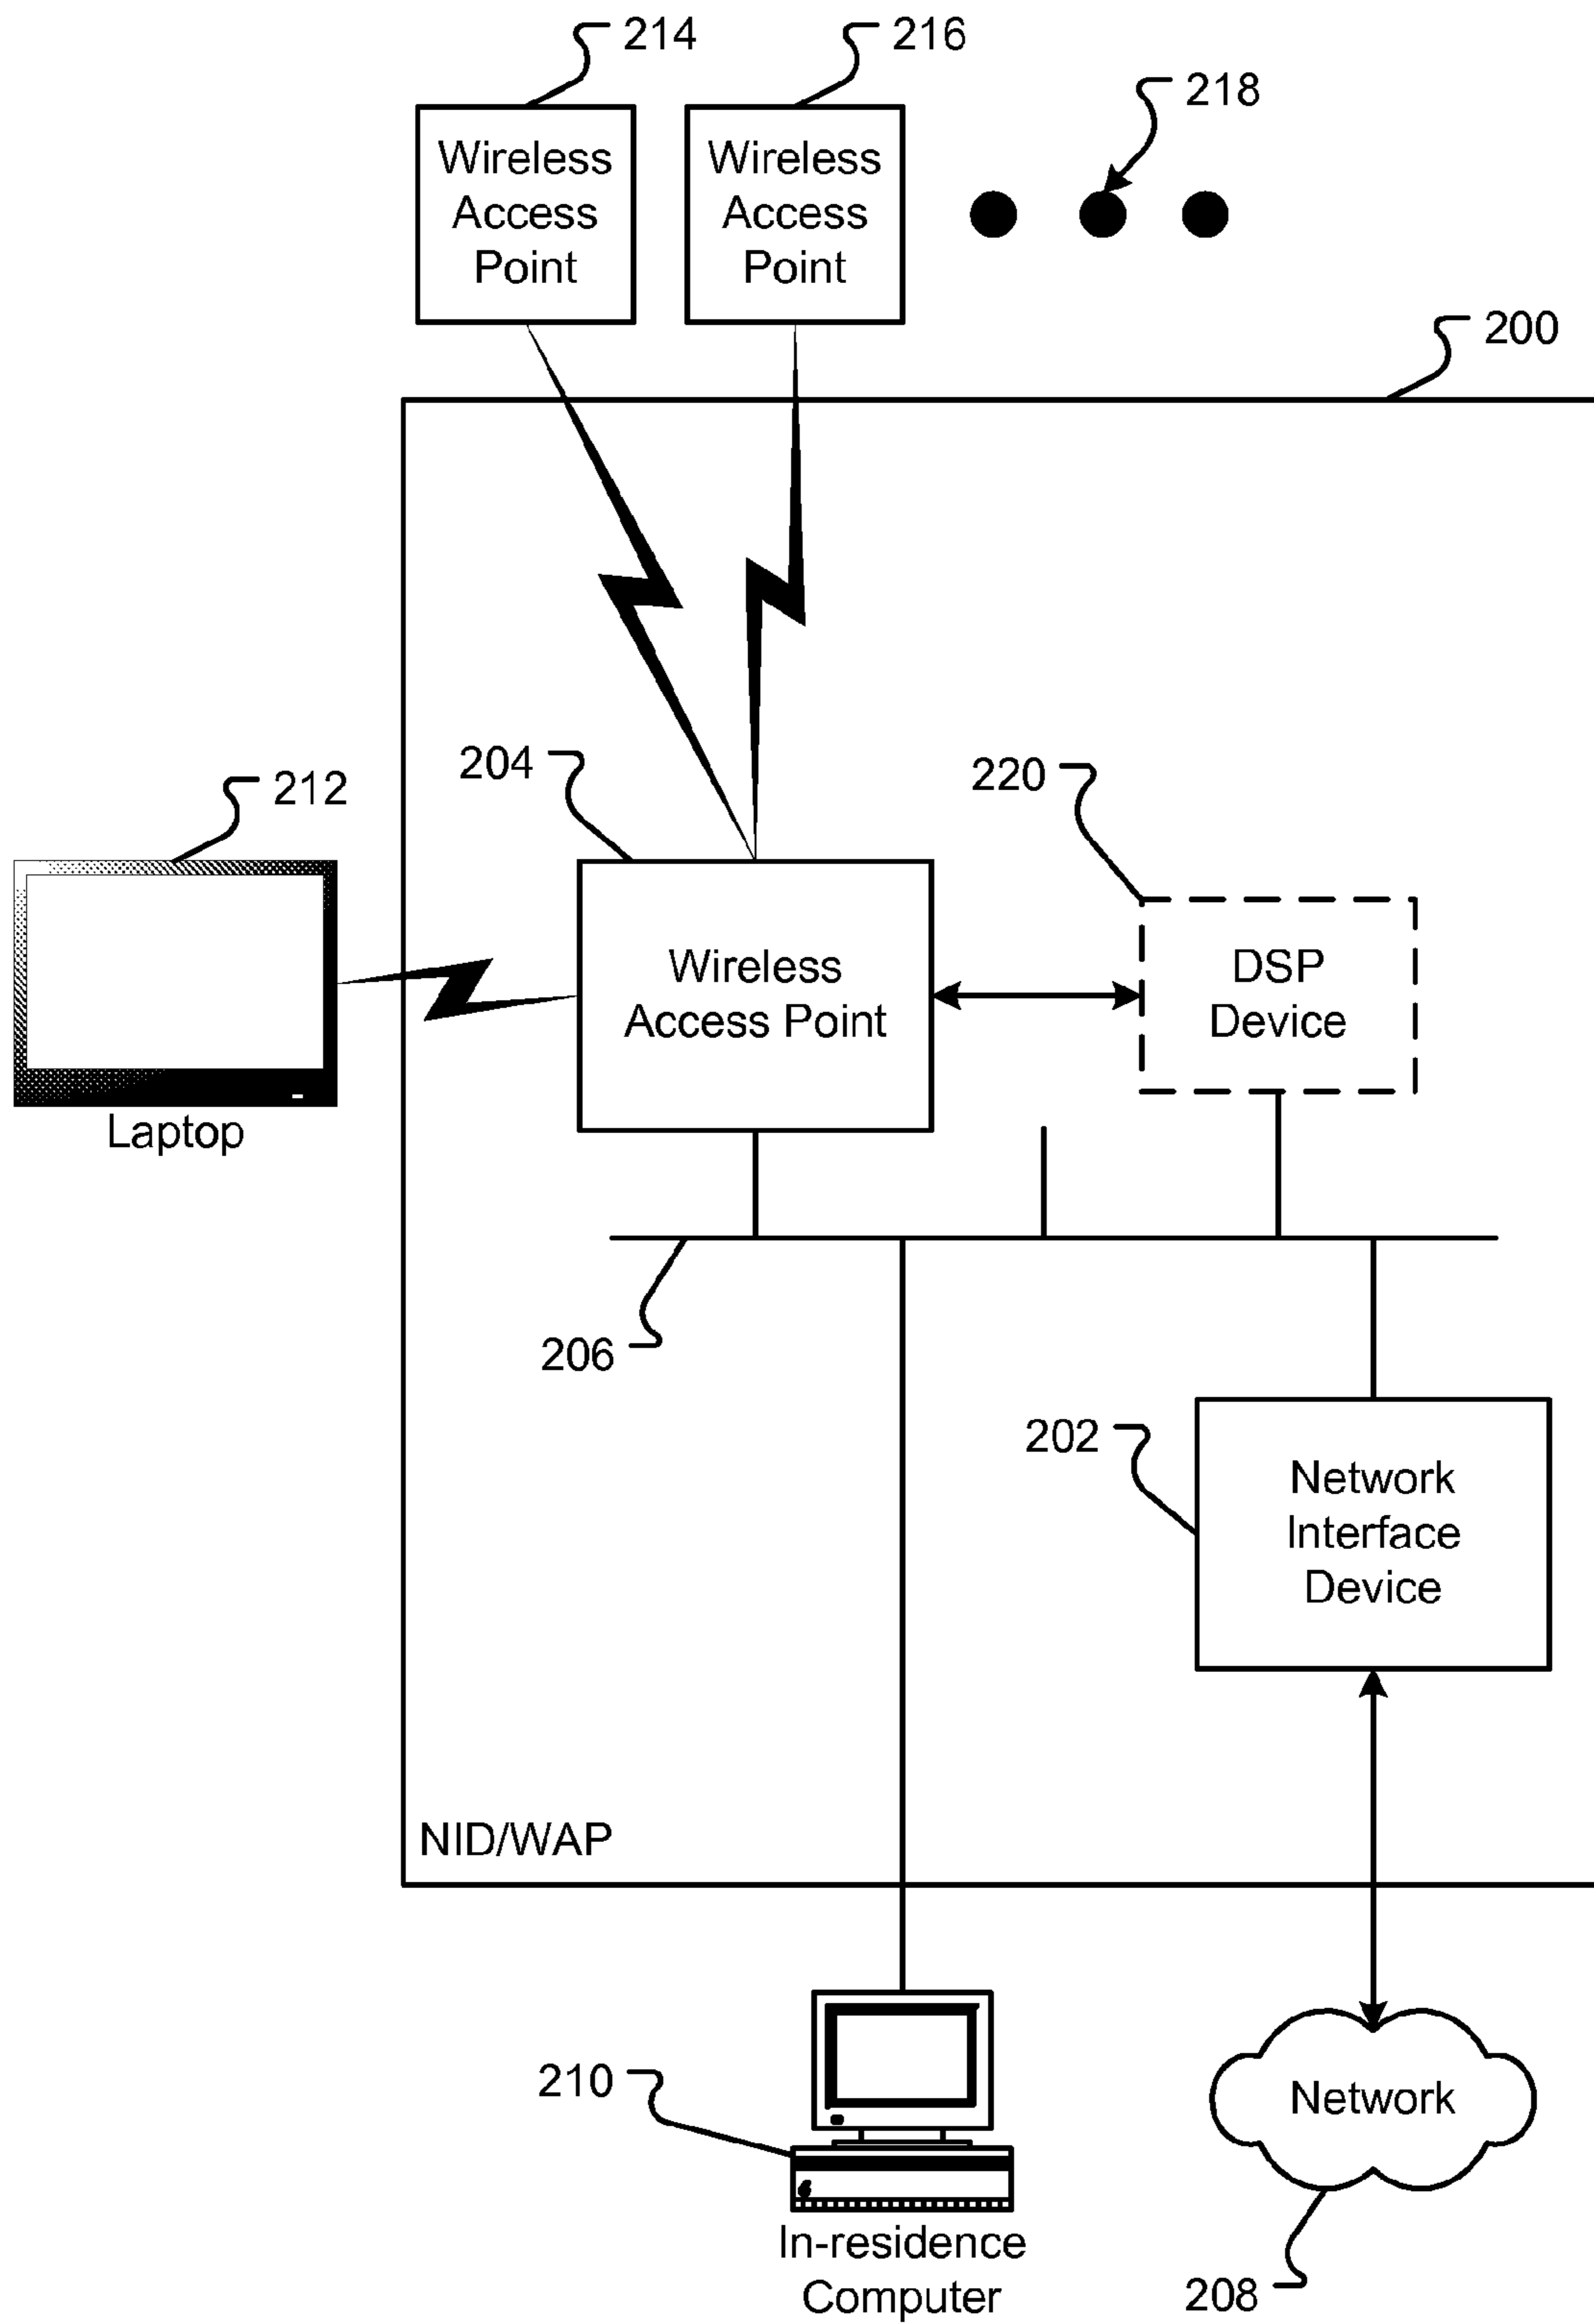 214
216
218
Wireless
Access
Point
Wireless
Access
Point
200
204
220
212
Wireless
Access Point
DSP
Device
Laptop
206
202
Network
Interface
Device
NID/WAP
210
Network
In-residence
Computer
208